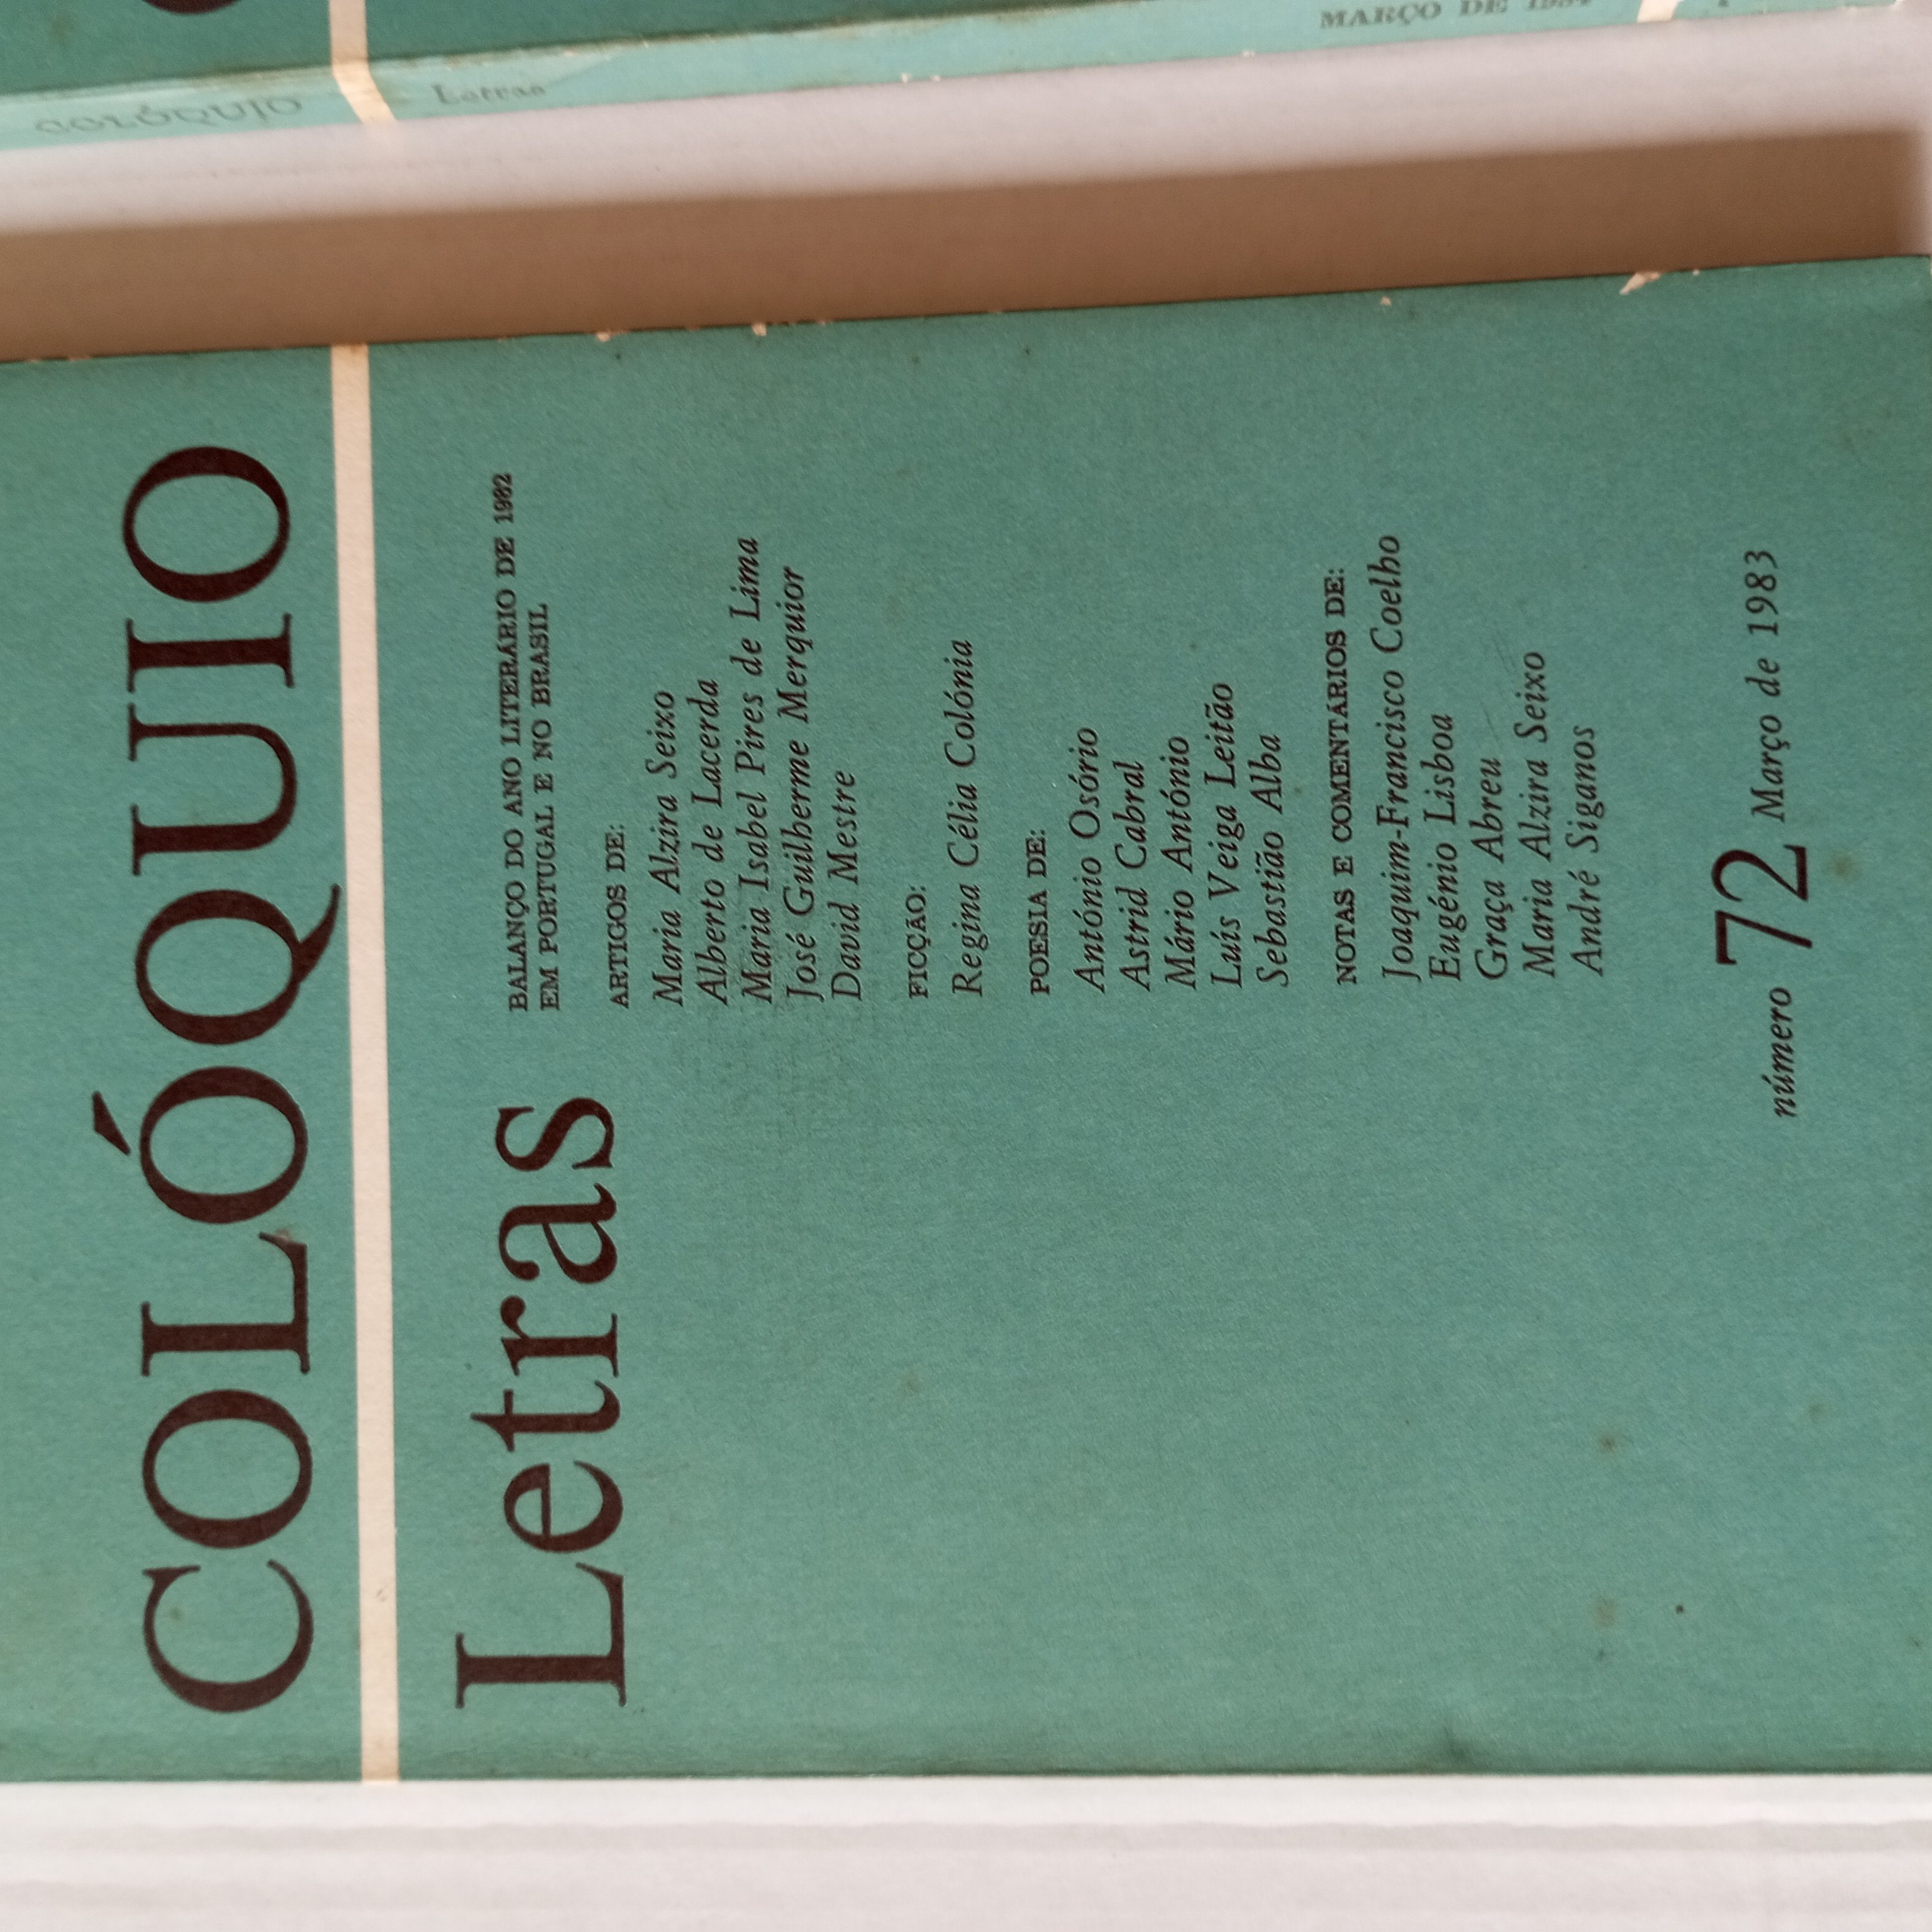 COLÓQUIO
Letras
MARÇO DE
COLÓQUIO
Letras
BALANÇO DO ANO LITERÁRIO DE 1982
EM PORTUGAL E NO BRASIL
ARTIGOS DE:
Maria Alzira Seixo
Alberto de Lacerda
Maria Isabel Pires de Lima
José Guilherme Merquior
David Mestre
FICÇÃO:
Regina Célia Colónia
POESIA DE:
António Osório
Astrid Cabral
Mário António
Luís Veiga Leitão
Sebastião Alba
NOTAS E COMENTÁRIOS DE:
Joaquim-Francisco Coelho
Eugénio Lisboa
Graça Abreu
Maria Alzira Seixo
André Siganos
número 72 Março de 1983